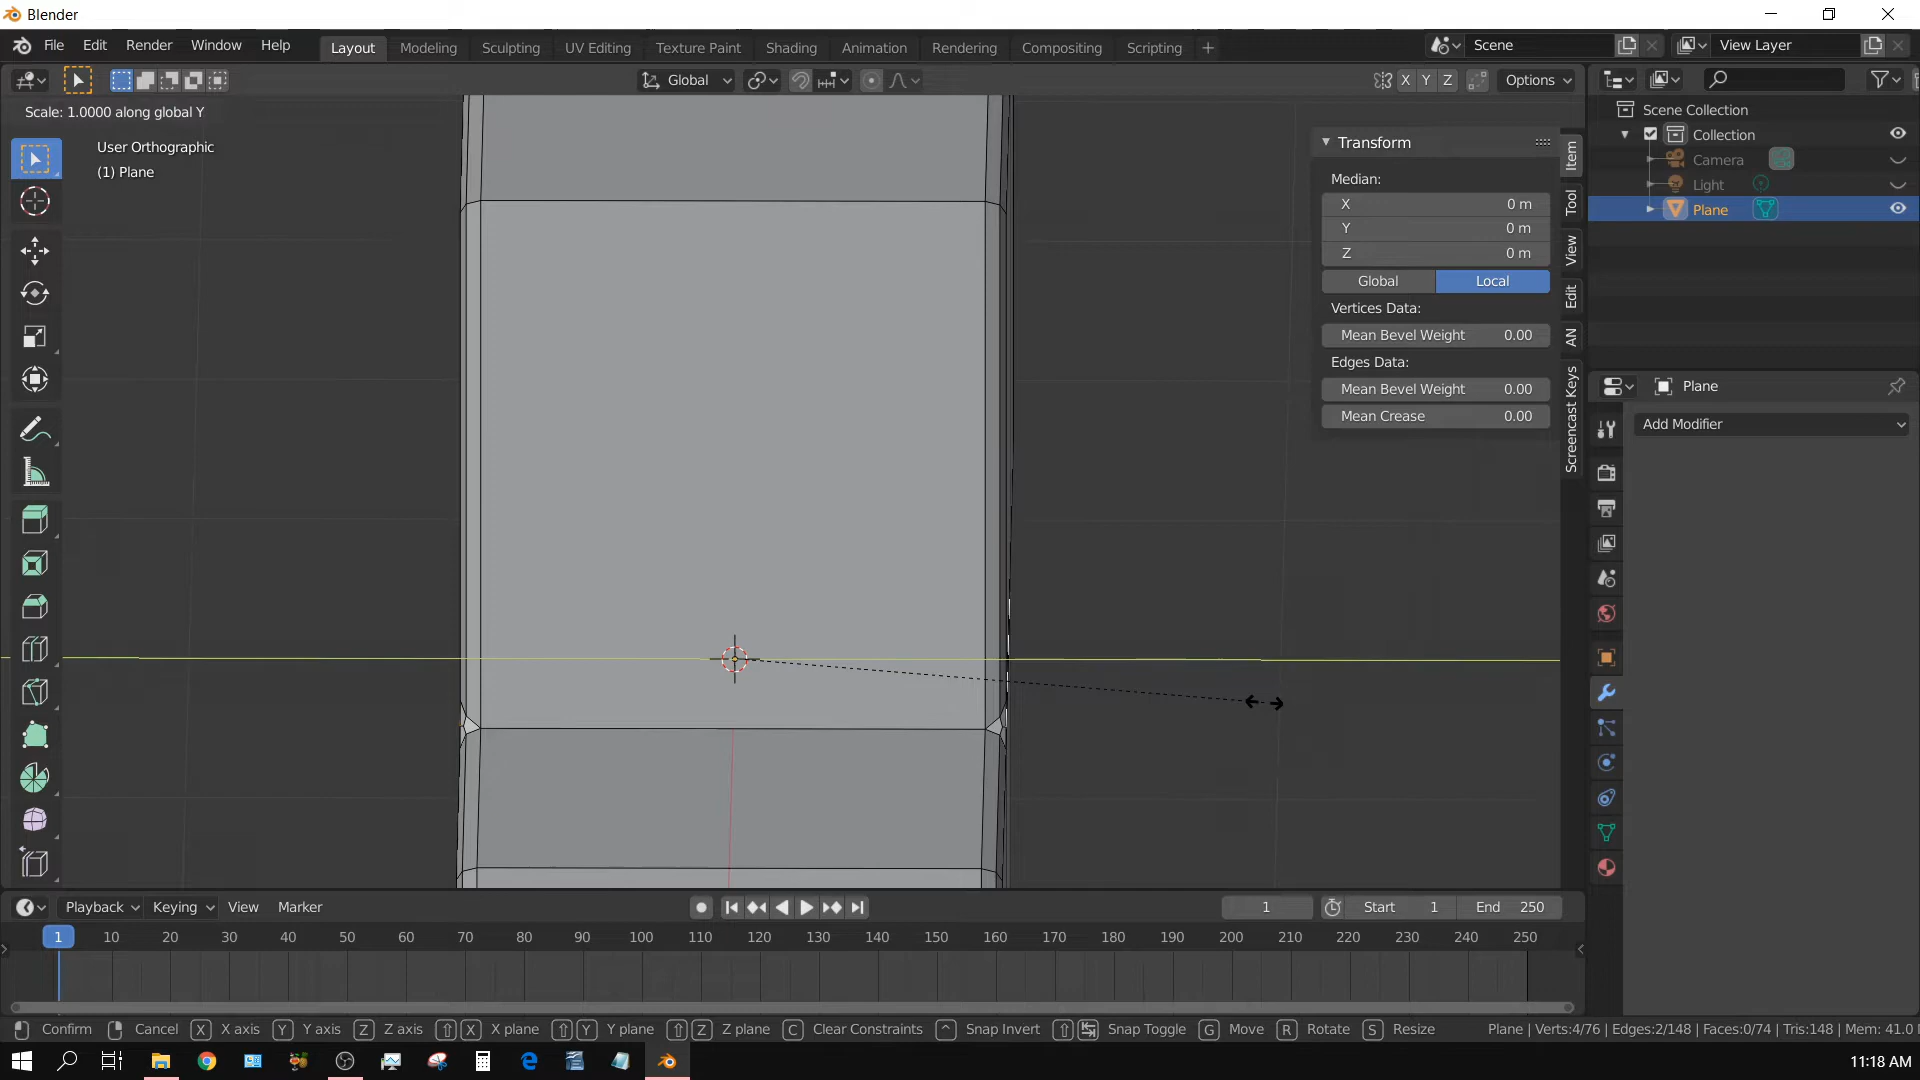 Blender
File Edit Render Window Help Layout Modeling Sculpting UV Editing Texture Paint Shading Animation Rendering Compositing Scripting + Scene View Layer
Global X Y Z Options
Scale: 1.0000 along global Y
User Orthographic
(1) Plane
Transform
Median:
X 0 m
Y 0 m
Z 0 m
Global Local
Vertices Data:
Mean Bevel Weight 0.00
Edges Data:
Mean Bevel Weight 0.00
Mean Crease 0.00
Item
Tool
View
Edit
AN
Screencast Keys
Scene Collection
Collection
Camera
Light
Plane
Plane
Add Modifier
Playback Keying View Marker 1 Start 1 End 250
1 10 20 30 40 50 60 70 80 90 100 110 120 130 140 150 160 170 180 190 200 210 220 230 240 250
Confirm Cancel X X axis Y Y axis Z Z axis X X plane Y Y plane Z Z plane C Clear Constraints ^ Snap Invert Snap Toggle G Move R Rotate S Resize Plane | Verts:4/76 | Edges:2/148 | Faces:0/74 | Tris:148 | Mem: 41.0
11:18 AM